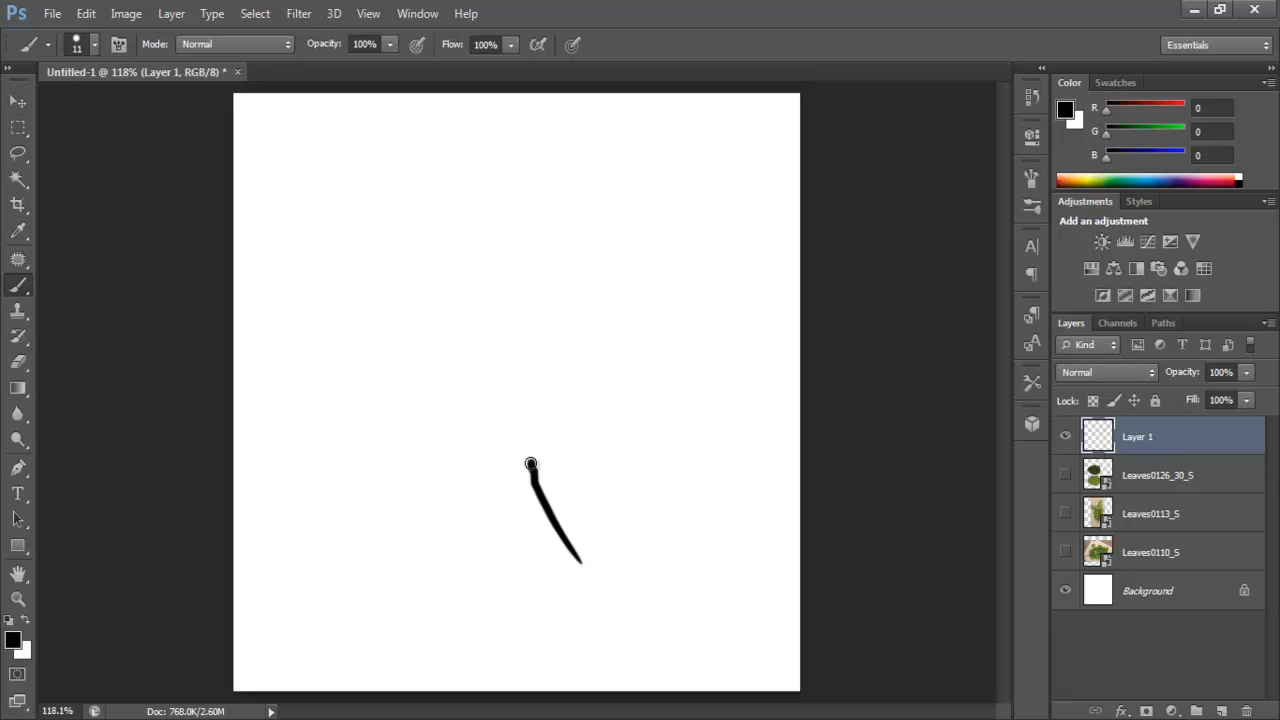 Ps File Edit Image Layer Type Select Filter 3D View Window Help
11 Mode: Normal Opacity: 100% Flow: 100% Essentials
Untitled-1 @ 118% (Layer 1, RGB/8) * ×
Color Swatches
R 0
G 0
B 0
Adjustments Styles
Add an adjustment
Layers Channels Paths
Kind
Normal Opacity: 100%
Lock: Fill: 100%
Layer 1
Leaves0126_30_S
Leaves0113_S
Leaves0110_S
Background
118.1% Doc: 768.0K/2.60M